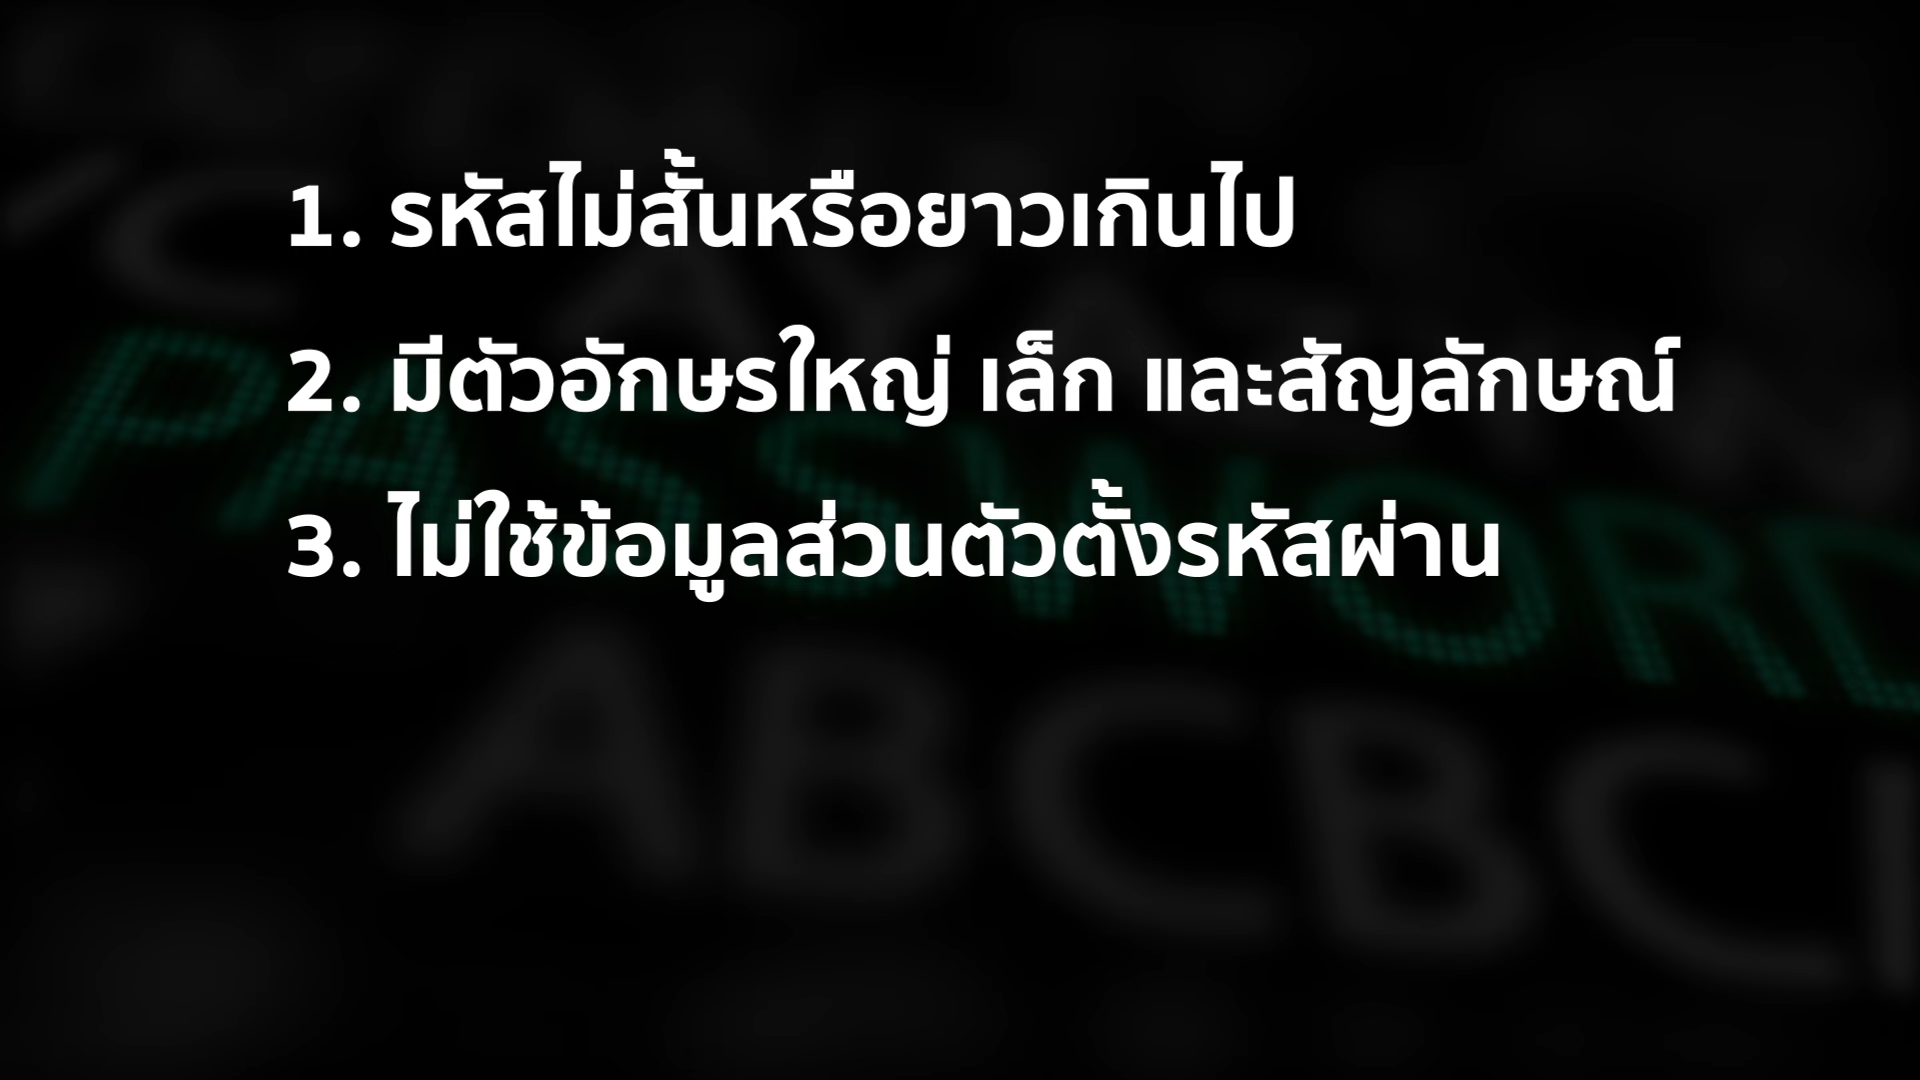 1. รหัสไม่สั้นหรือยาวเกินไป
2. มีตัวอักษรใหญ่ เล็ก และสัญลักษณ์
3. ไม่ใช้ข้อมูลส่วนตัวตั้งรหัสผ่าน
PASSWORD
ABCBC